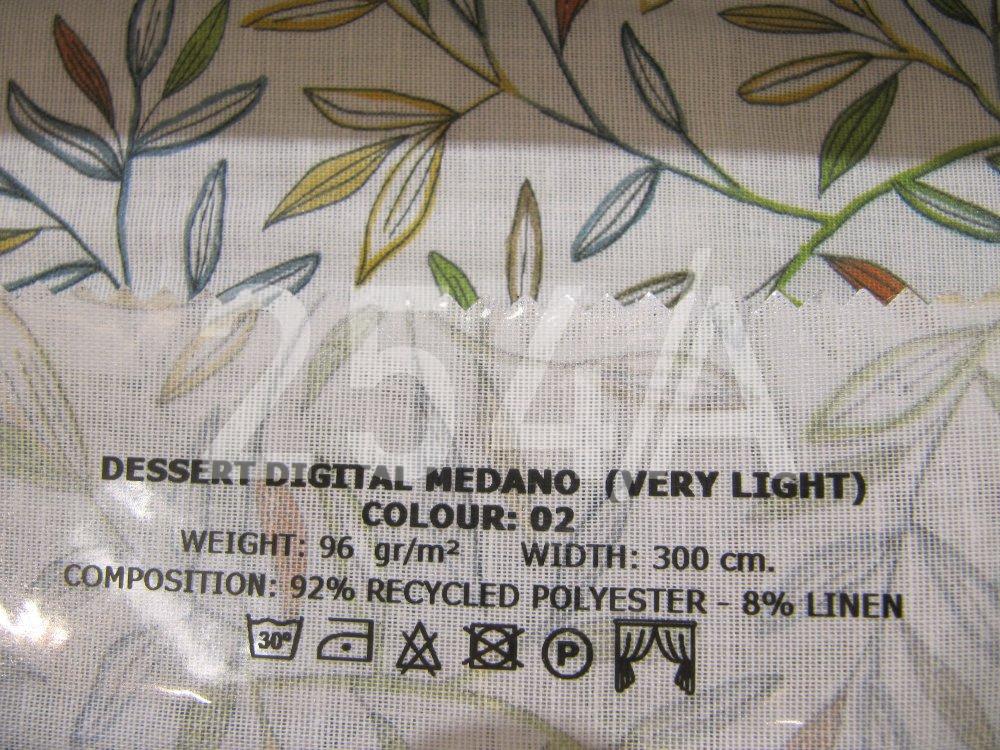 254A
DESSERT DIGITAL MEDANO (VERY LIGHT)
COLOUR: 02
WEIGHT: 96 gr/m² WIDTH: 300 cm.
COMPOSITION: 92% RECYCLED POLYESTER - 8% LINEN
30° P